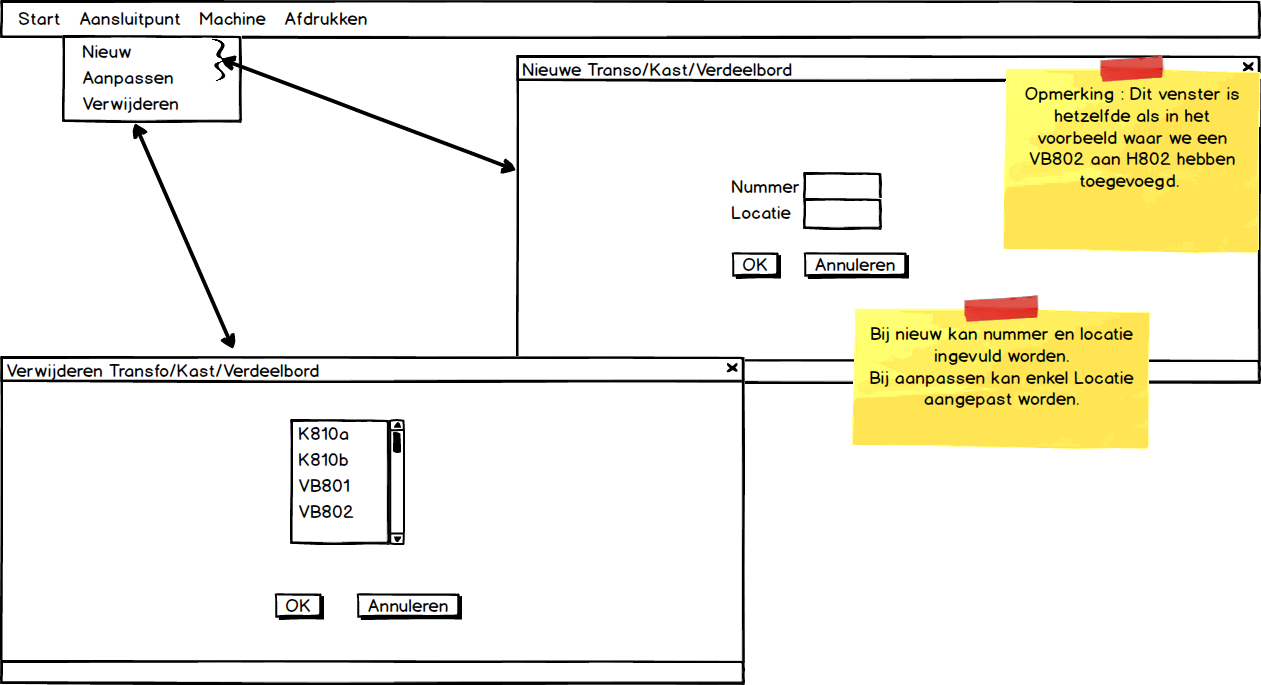 Start Aansluitpunt Machine Afdrukken
Nieuw
Aanpassen
Verwijderen
Nieuwe Transo/Kast/Verdeelbord
Opmerking : Dit venster is
hetzelfde als in het
voorbeeld waar we een
VB802 aan H802 hebben
toegevoegd.
Nummer
Locatie
OK Annuleren
Bij nieuw kan nummer en locatie
ingevuld worden.
Bij aanpassen kan enkel Locatie
aangepast worden.
Verwijderen Transfo/Kast/Verdeelbord
K810a
K810b
VB801
VB802
OK Annuleren